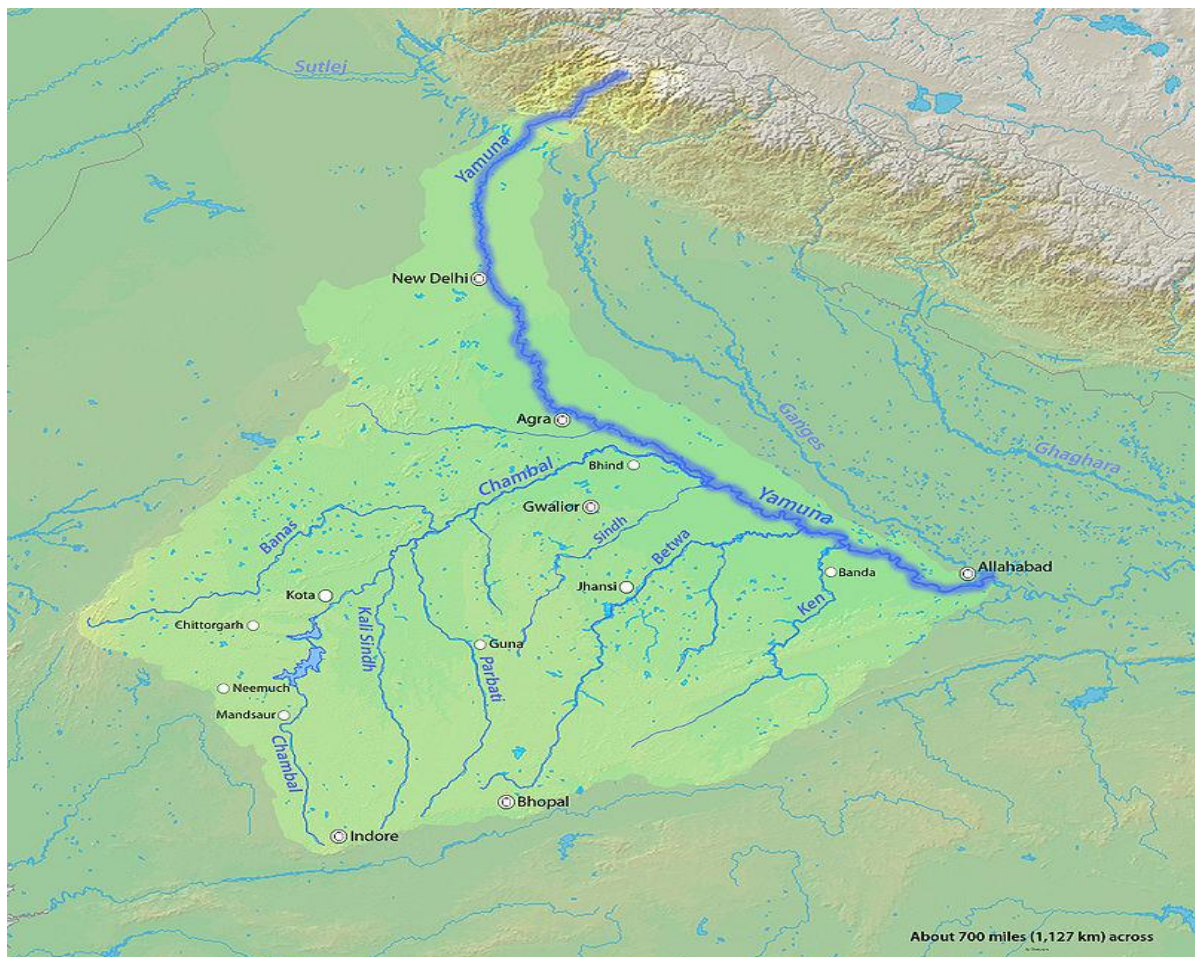 Sutlej
Yamuna
New Delhi
Agra
Ganges
Ghaghara
Bhind
Chambal
Gwalior
Yamuna
Banas
Sindh
Betwa
Allahabad
Banda
Jhansi
Kota
Ken
Chittorgarh
Kali Sindh
Guna
Parbati
Neemuch
Mandsaur
Chambal
Bhopal
Indore
About 700 miles (1,127 km) across